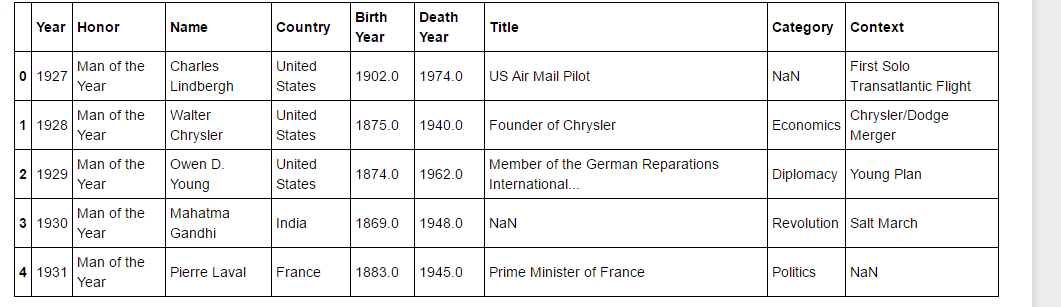 Year Honor Name Country Birth Year Death Year Title Category Context
0 1927 Man of the Year Charles Lindbergh United States 1902.0 1974.0 US Air Mail Pilot NaN First Solo Transatlantic Flight
1 1928 Man of the Year Walter Chrysler United States 1875.0 1940.0 Founder of Chrysler Economics Chrysler/Dodge Merger
2 1929 Man of the Year Owen D. Young United States 1874.0 1962.0 Member of the German Reparations International... Diplomacy Young Plan
3 1930 Man of the Year Mahatma Gandhi India 1869.0 1948.0 NaN Revolution Salt March
4 1931 Man of the Year Pierre Laval France 1883.0 1945.0 Prime Minister of France Politics NaN